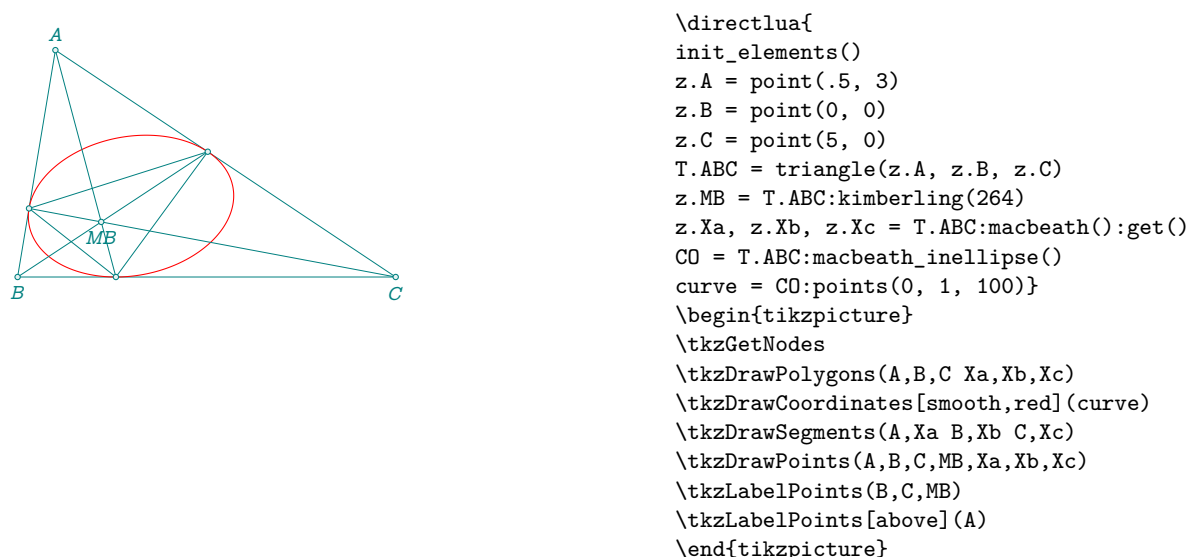 A
MB
B
C
\directlua{
init_elements()
z.A = point(.5, 3)
z.B = point(0, 0)
z.C = point(5, 0)
T.ABC = triangle(z.A, z.B, z.C)
z.MB = T.ABC:kimberling(264)
z.Xa, z.Xb, z.Xc = T.ABC:macbeath():get()
CO = T.ABC:macbeath_inellipse()
curve = CO:points(0, 1, 100)}
\begin{tikzpicture}
\tkzGetNodes
\tkzDrawPolygons(A,B,C Xa,Xb,Xc)
\tkzDrawCoordinates[smooth,red](curve)
\tkzDrawSegments(A,Xa B,Xb C,Xc)
\tkzDrawPoints(A,B,C,MB,Xa,Xb,Xc)
\tkzLabelPoints(B,C,MB)
\tkzLabelPoints[above](A)
\end{tikzpicture}